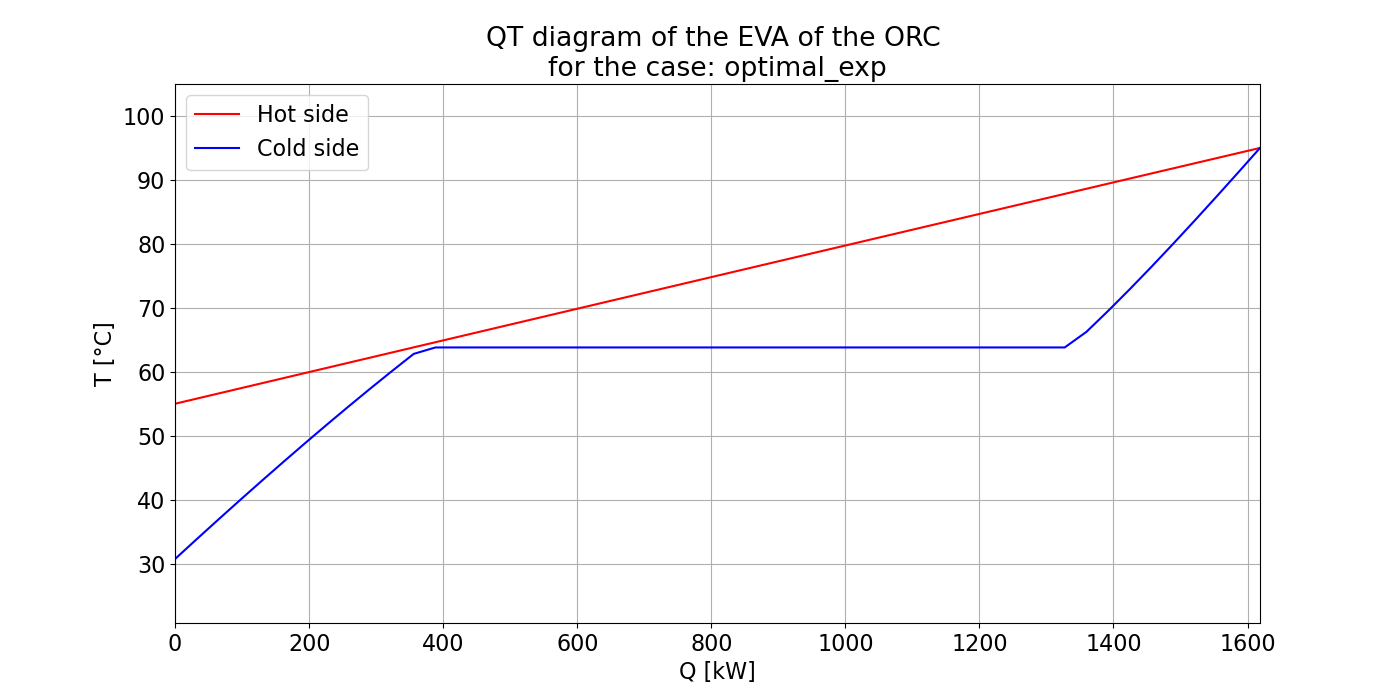 QT diagram of the EVA of the ORC
for the case: optimal_exp
Hot side
Cold side
100
90
80
70
60
50
40
30
T [°C]
0 200 400 600 800 1000 1200 1400 1600
Q [kW]